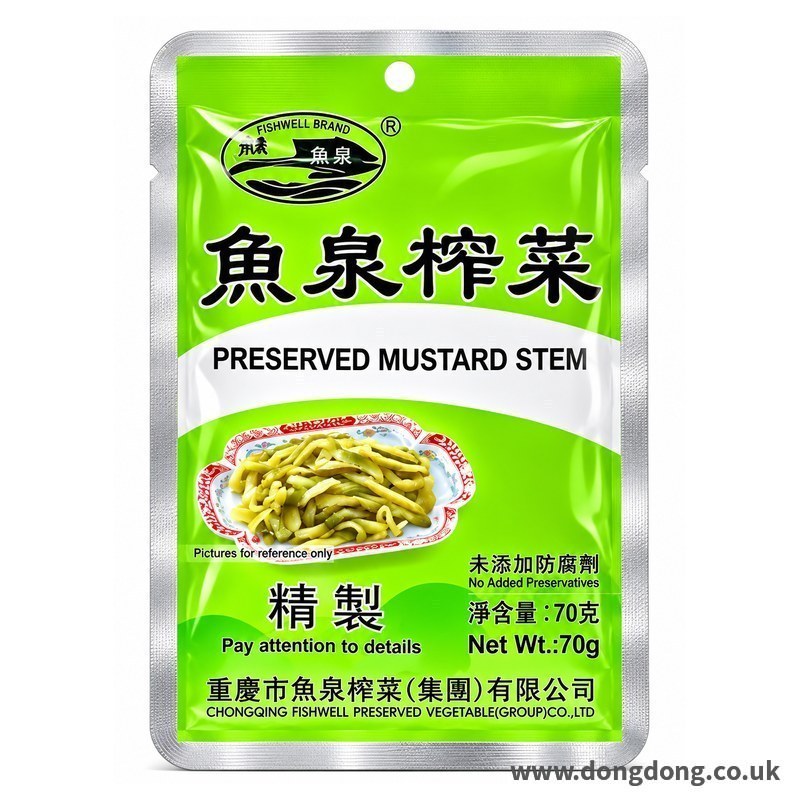 FISHWELL BRAND
®
魚泉
魚泉榨菜
PRESERVED MUSTARD STEM
Pictures for reference only
未添加防腐劑
No Added Preservatives
精製
淨含量:70克
Pay attention to details
Net Wt.:70g
重慶市魚泉榨菜(集團)有限公司
CHONGQING FISHWELL PRESERVED VEGETABLE(GROUP)CO.,LTD
www.dongdong.co.uk